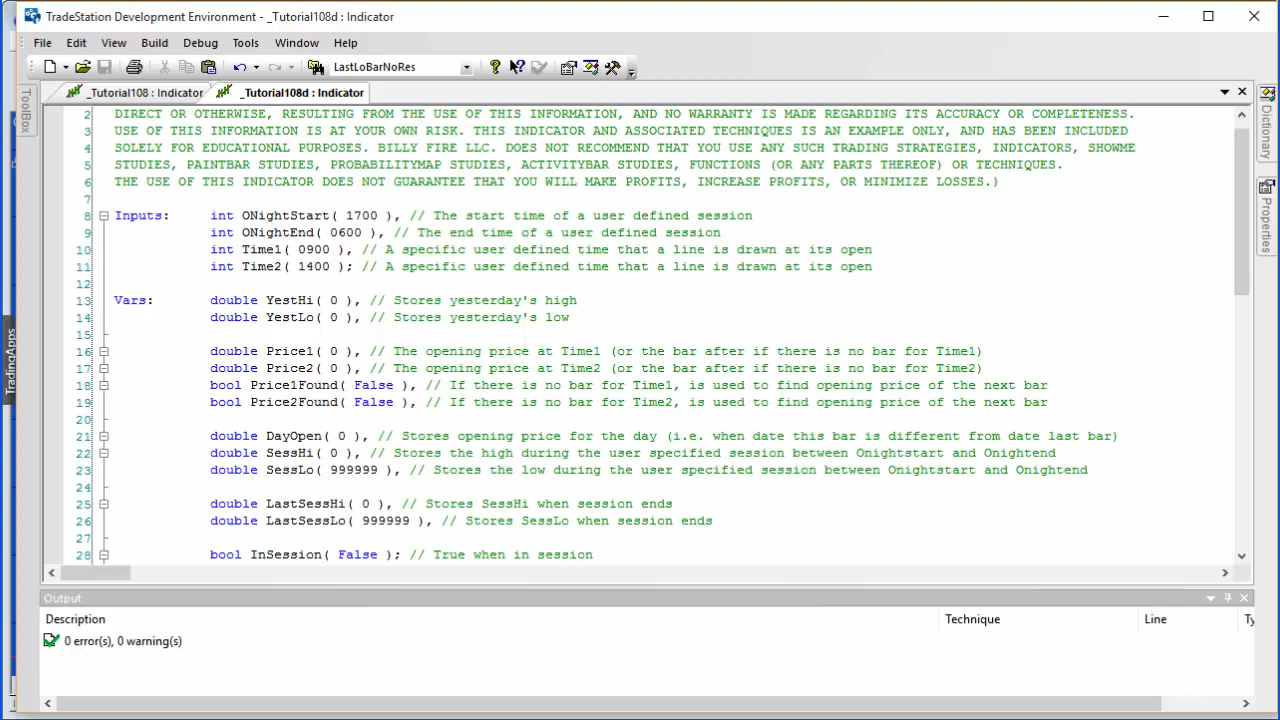 TradeStation Development Environment - _Tutorial108d : Indicator
File Edit View Build Debug Tools Window Help
LastLoBarNoRes
_Tutorial108 : Indicator _Tutorial108d : Indicator
ToolBox
TradingApps
Dictionary
Properties
2 DIRECT OR OTHERWISE, RESULTING FROM THE USE OF THIS INFORMATION, AND NO WARRANTY IS MADE REGARDING ITS ACCURACY OR COMPLETENESS.
3 USE OF THIS INFORMATION IS AT YOUR OWN RISK. THIS INDICATOR AND ASSOCIATED TECHNIQUES IS AN EXAMPLE ONLY, AND HAS BEEN INCLUDED
4 SOLELY FOR EDUCATIONAL PURPOSES. BILLY FIRE LLC. DOES NOT RECOMMEND THAT YOU USE ANY SUCH TRADING STRATEGIES, INDICATORS, SHOWME
5 STUDIES, PAINTBAR STUDIES, PROBABILITYMAP STUDIES, ACTIVITYBAR STUDIES, FUNCTIONS (OR ANY PARTS THEREOF) OR TECHNIQUES.
6 THE USE OF THIS INDICATOR DOES NOT GUARANTEE THAT YOU WILL MAKE PROFITS, INCREASE PROFITS, OR MINIMIZE LOSSES.}
7
8 Inputs: int ONightStart( 1700 ), // The start time of a user defined session
9 int ONightEnd( 0600 ), // The end time of a user defined session
10 int Time1( 0900 ), // A specific user defined time that a line is drawn at its open
11 int Time2( 1400 ); // A specific user defined time that a line is drawn at its open
12
13 Vars: double YestHi( 0 ), // Stores yesterday's high
14 double YestLo( 0 ), // Stores yesterday's low
15
16 double Price1( 0 ), // The opening price at Time1 (or the bar after if there is no bar for Time1)
17 double Price2( 0 ), // The opening price at Time2 (or the bar after if there is no bar for Time2)
18 bool Price1Found( False ), // If there is no bar for Time1, is used to find opening price of the next bar
19 bool Price2Found( False ), // If there is no bar for Time2, is used to find opening price of the next bar
20
21 double DayOpen( 0 ), // Stores opening price for the day (i.e. when date this bar is different from date last bar)
22 double SessHi( 0 ), // Stores the high during the user specified session between Onightstart and Onightend
23 double SessLo( 999999 ), // Stores the low during the user specified session between Onightstart and Onightend
24
25 double LastSessHi( 0 ), // Stores SessHi when session ends
26 double LastSessLo( 999999 ), // Stores SessLo when session ends
27
28 bool InSession( False ); // True when in session
Output
Description Technique Line Ty
0 error(s), 0 warning(s)